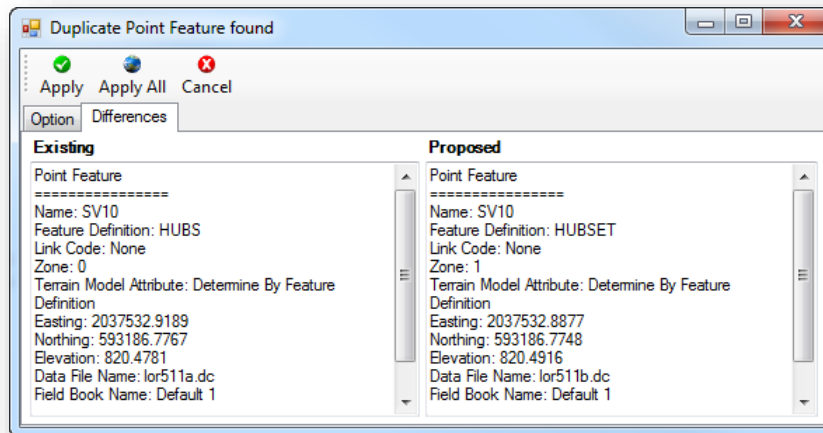 Duplicate Point Feature found
Apply Apply All Cancel
Option Differences
Existing
Point Feature
================
Name: SV10
Feature Definition: HUBS
Link Code: None
Zone: 0
Terrain Model Attribute: Determine By Feature
Definition
Easting: 2037532.9189
Northing: 593186.7767
Elevation: 820.4781
Data File Name: lor511a.dc
Field Book Name: Default 1
Proposed
Point Feature
================
Name: SV10
Feature Definition: HUBSET
Link Code: None
Zone: 1
Terrain Model Attribute: Determine By Feature
Definition
Easting: 2037532.8877
Northing: 593186.7748
Elevation: 820.4916
Data File Name: lor511b.dc
Field Book Name: Default 1